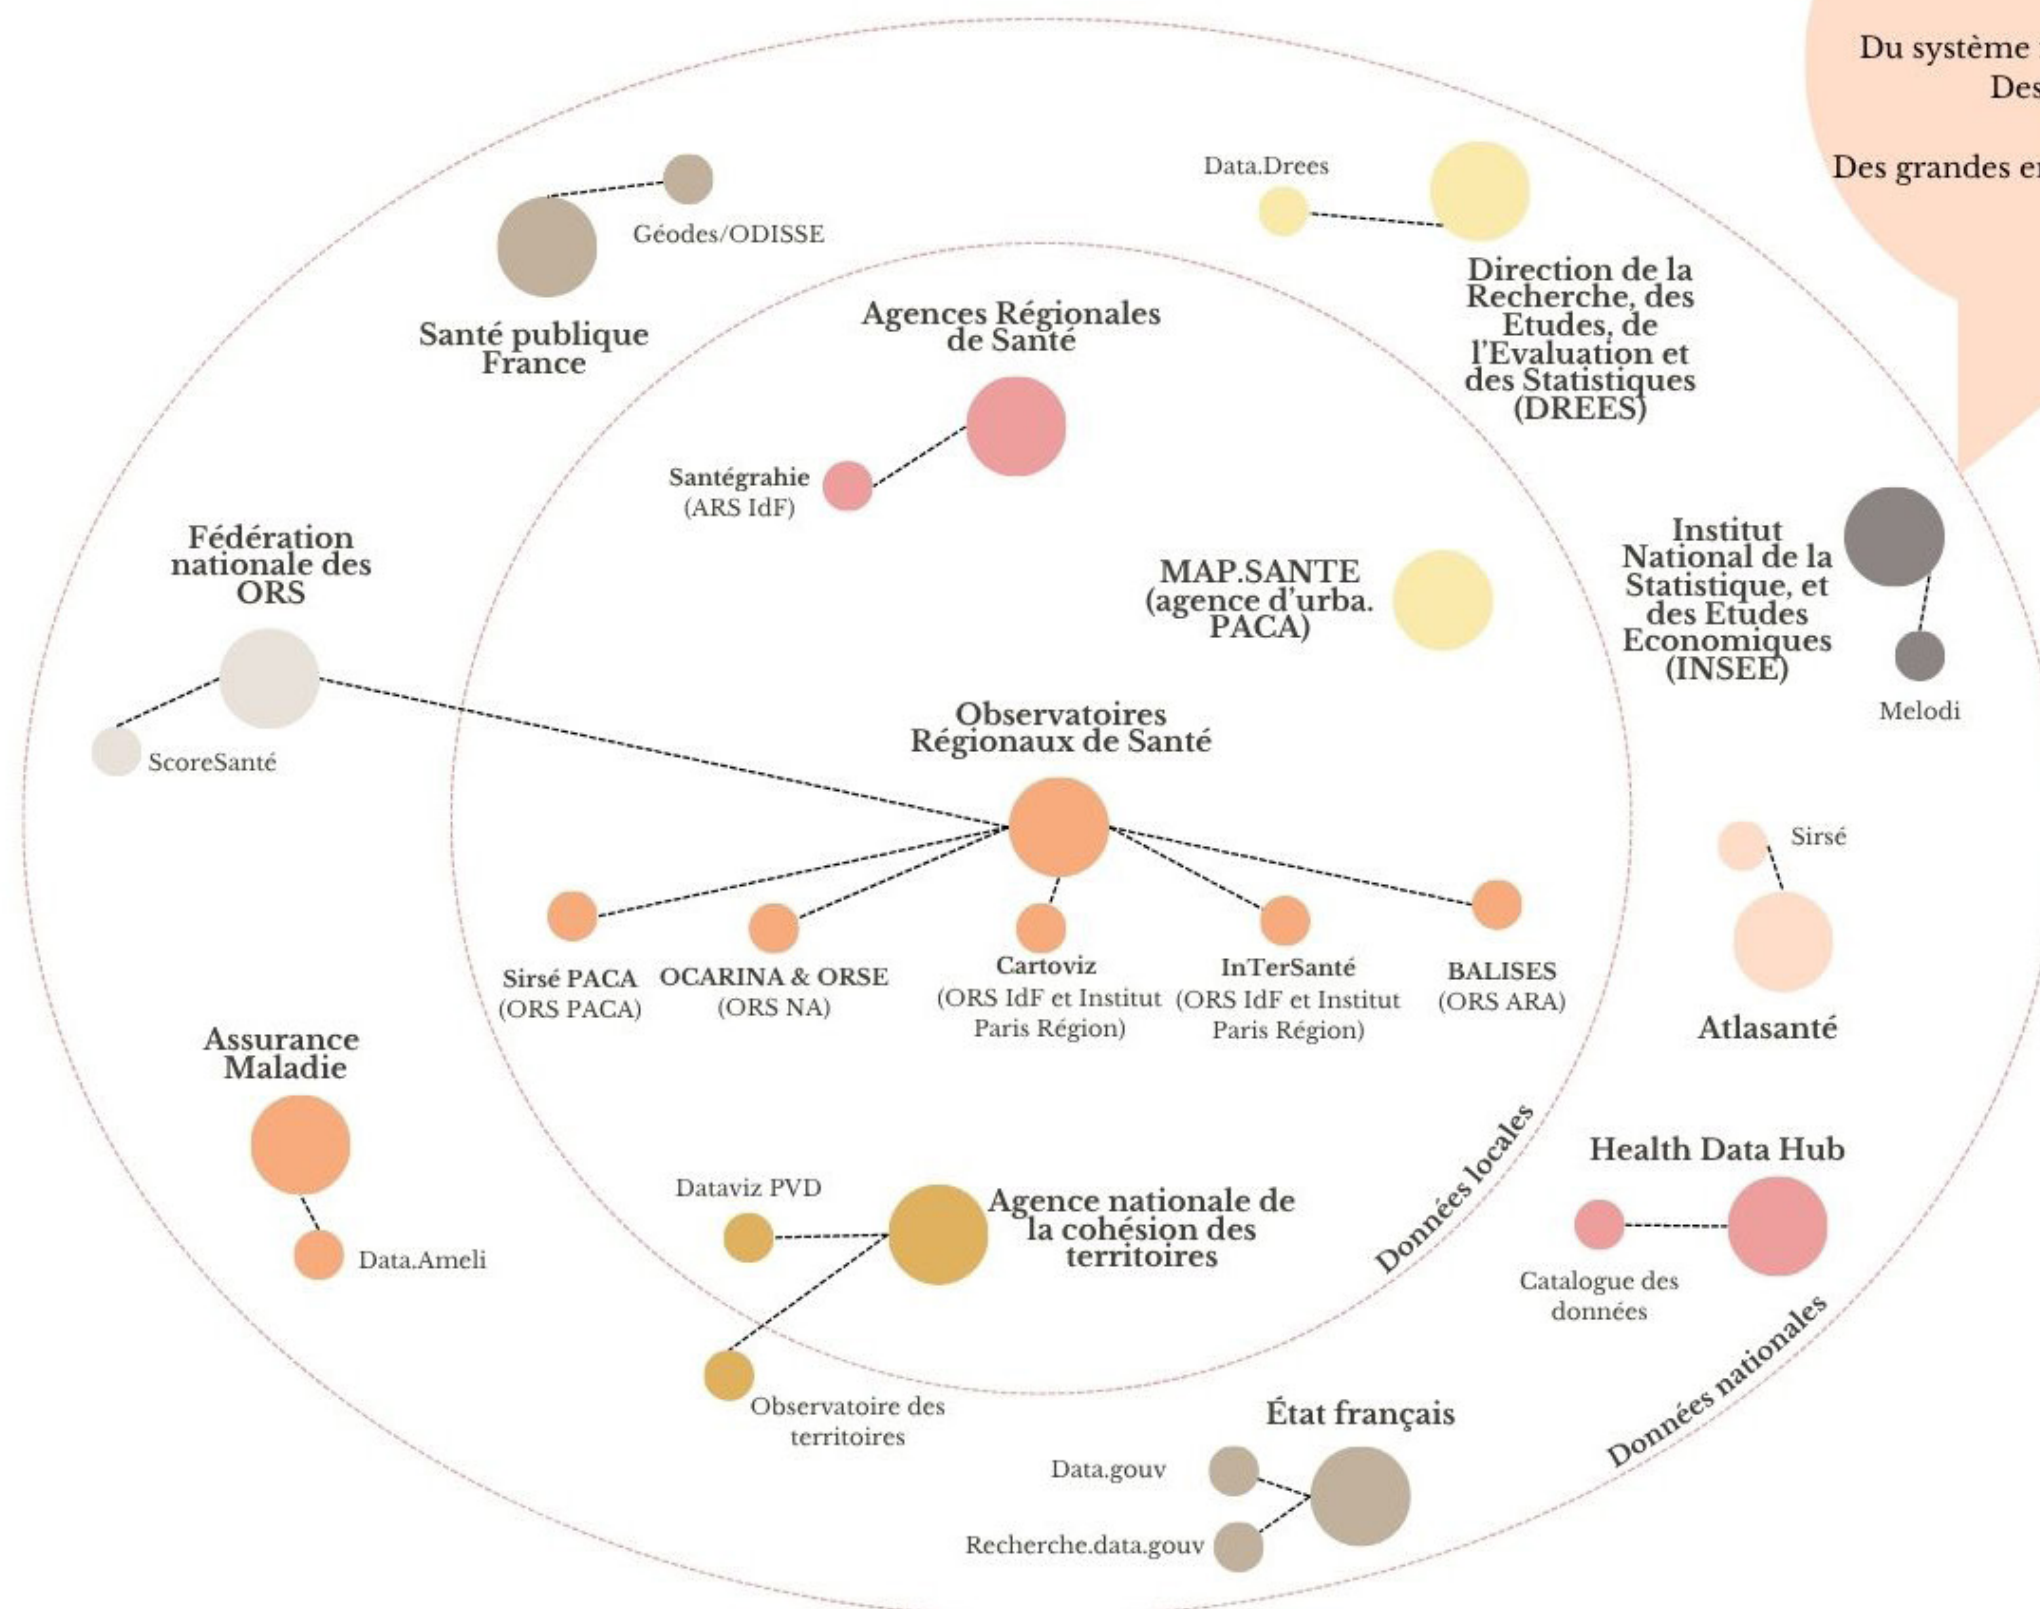 Du système
Des
Des grandes
Data.Drees
Géodes/ODISSE
Direction de la
Recherche, des
Etudes, de
l'Evaluation et
des Statistiques
(DREES)
Agences Régionales
de Santé
Santé publique
France
Santégrahie
(ARS IdF)
Fédération
nationale des
ORS
Institut
National de la
Statistique, et
des Etudes
Economiques
(INSEE)
MAP.SANTE
(agence d'urba.
PACA)
Melodi
Observatoires
Régionaux de Santé
ScoreSanté
Sirsé
Sirsé PACA
(ORS PACA)
OCARINA & ORSE
(ORS NA)
Cartoviz
(ORS IdF et Institut
Paris Région)
InTerSanté
(ORS IdF et Institut
Paris Région)
BALISES
(ORS ARA)
Atlasanté
Assurance
Maladie
Données locales
Health Data Hub
Dataviz PVD
Agence nationale de
la cohésion des
territoires
Data.Ameli
Catalogue des
données
Données nationales
Observatoire des
territoires
État français
Data.gouv
Recherche.data.gouv